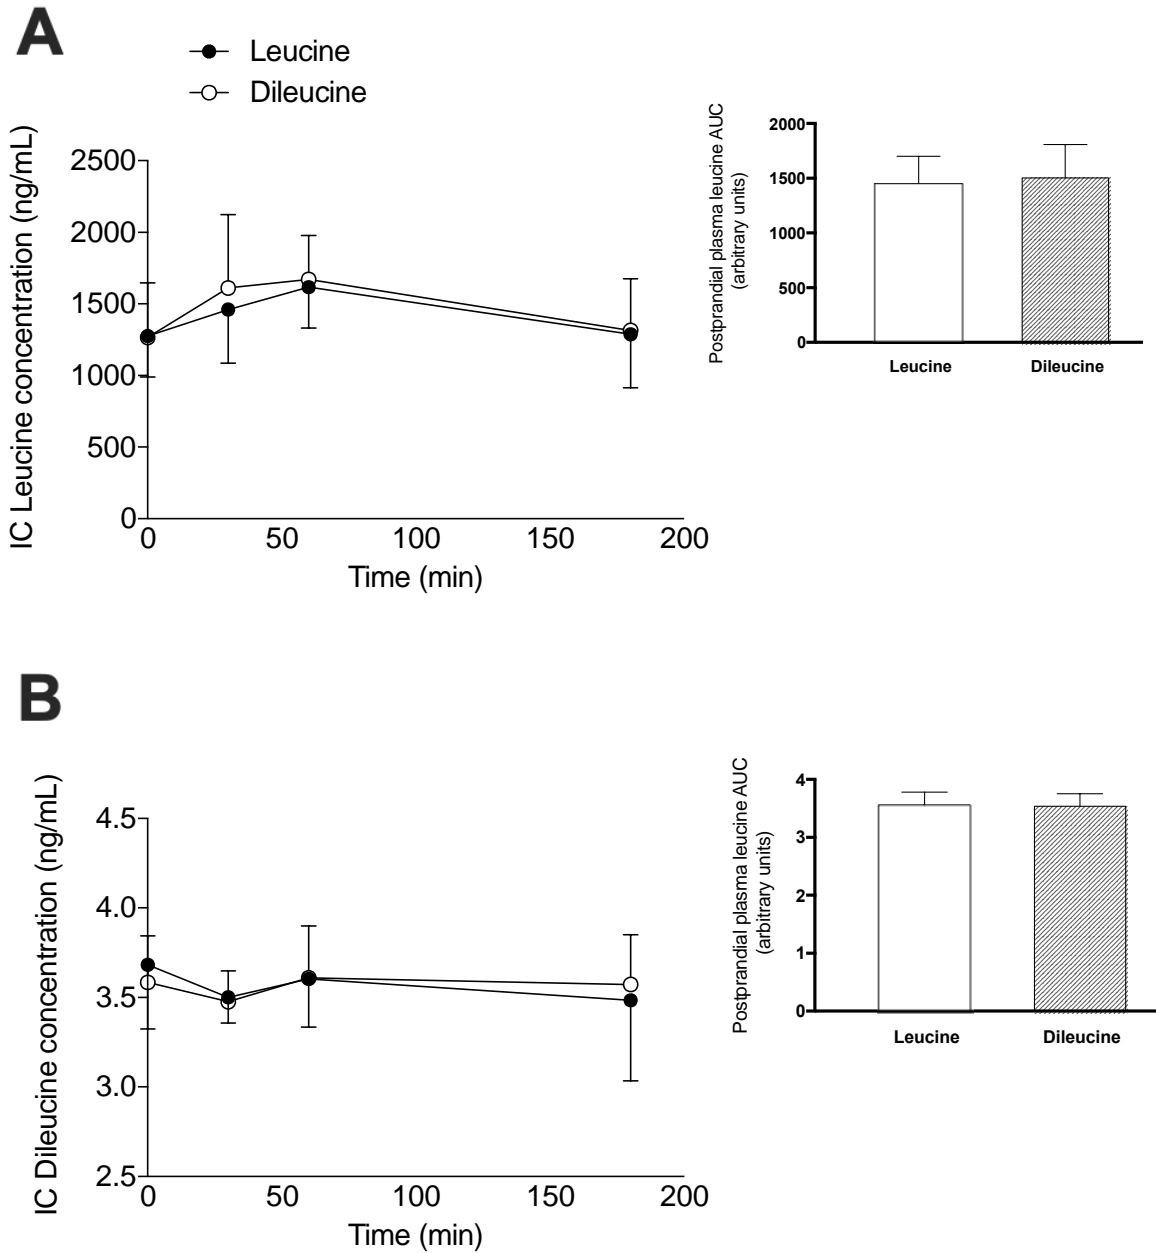 A
Leucine
Dileucine
IC Leucine concentration (ng/mL)
2500
2000
1500
1000
500
0
0 50 100 150 200
Time (min)
Postprandial plasma leucine AUC
(arbitrary units)
2000
1500
1000
500
0
Leucine Dileucine
B
IC Dileucine concentration (ng/mL)
4.5
4.0
3.5
3.0
2.5
0 50 100 150 200
Time (min)
Postprandial plasma leucine AUC
(arbitrary units)
4
3
2
1
0
Leucine Dileucine